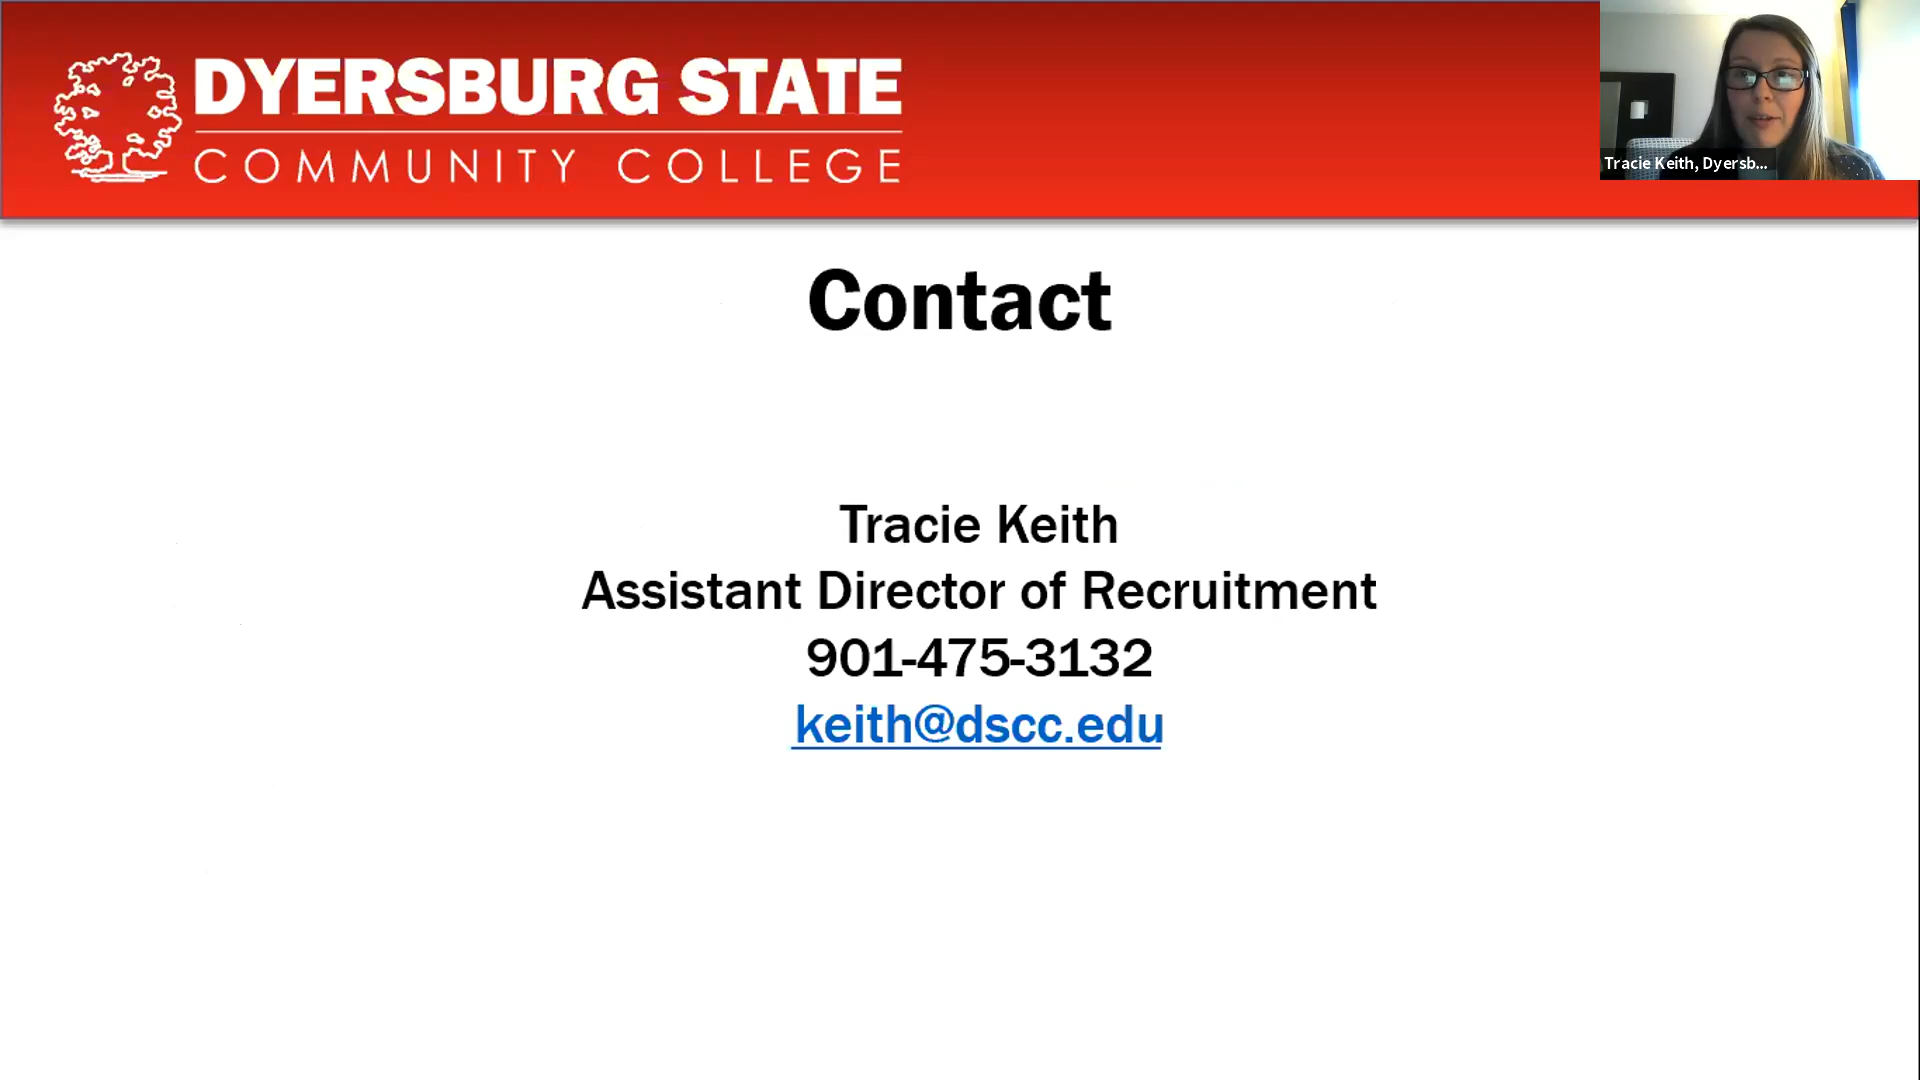 DYERSBURG STATE
COMMUNITY COLLEGE
Tracie Keith, Dyersb...
Contact
Tracie Keith
Assistant Director of Recruitment
901-475-3132
keith@dscc.edu